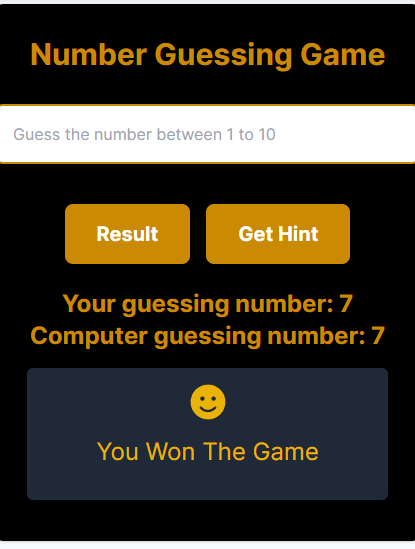 Number Guessing Game
Guess the number between 1 to 10
Result
Get Hint
Your guessing number: 7
Computer guessing number: 7
You Won The Game